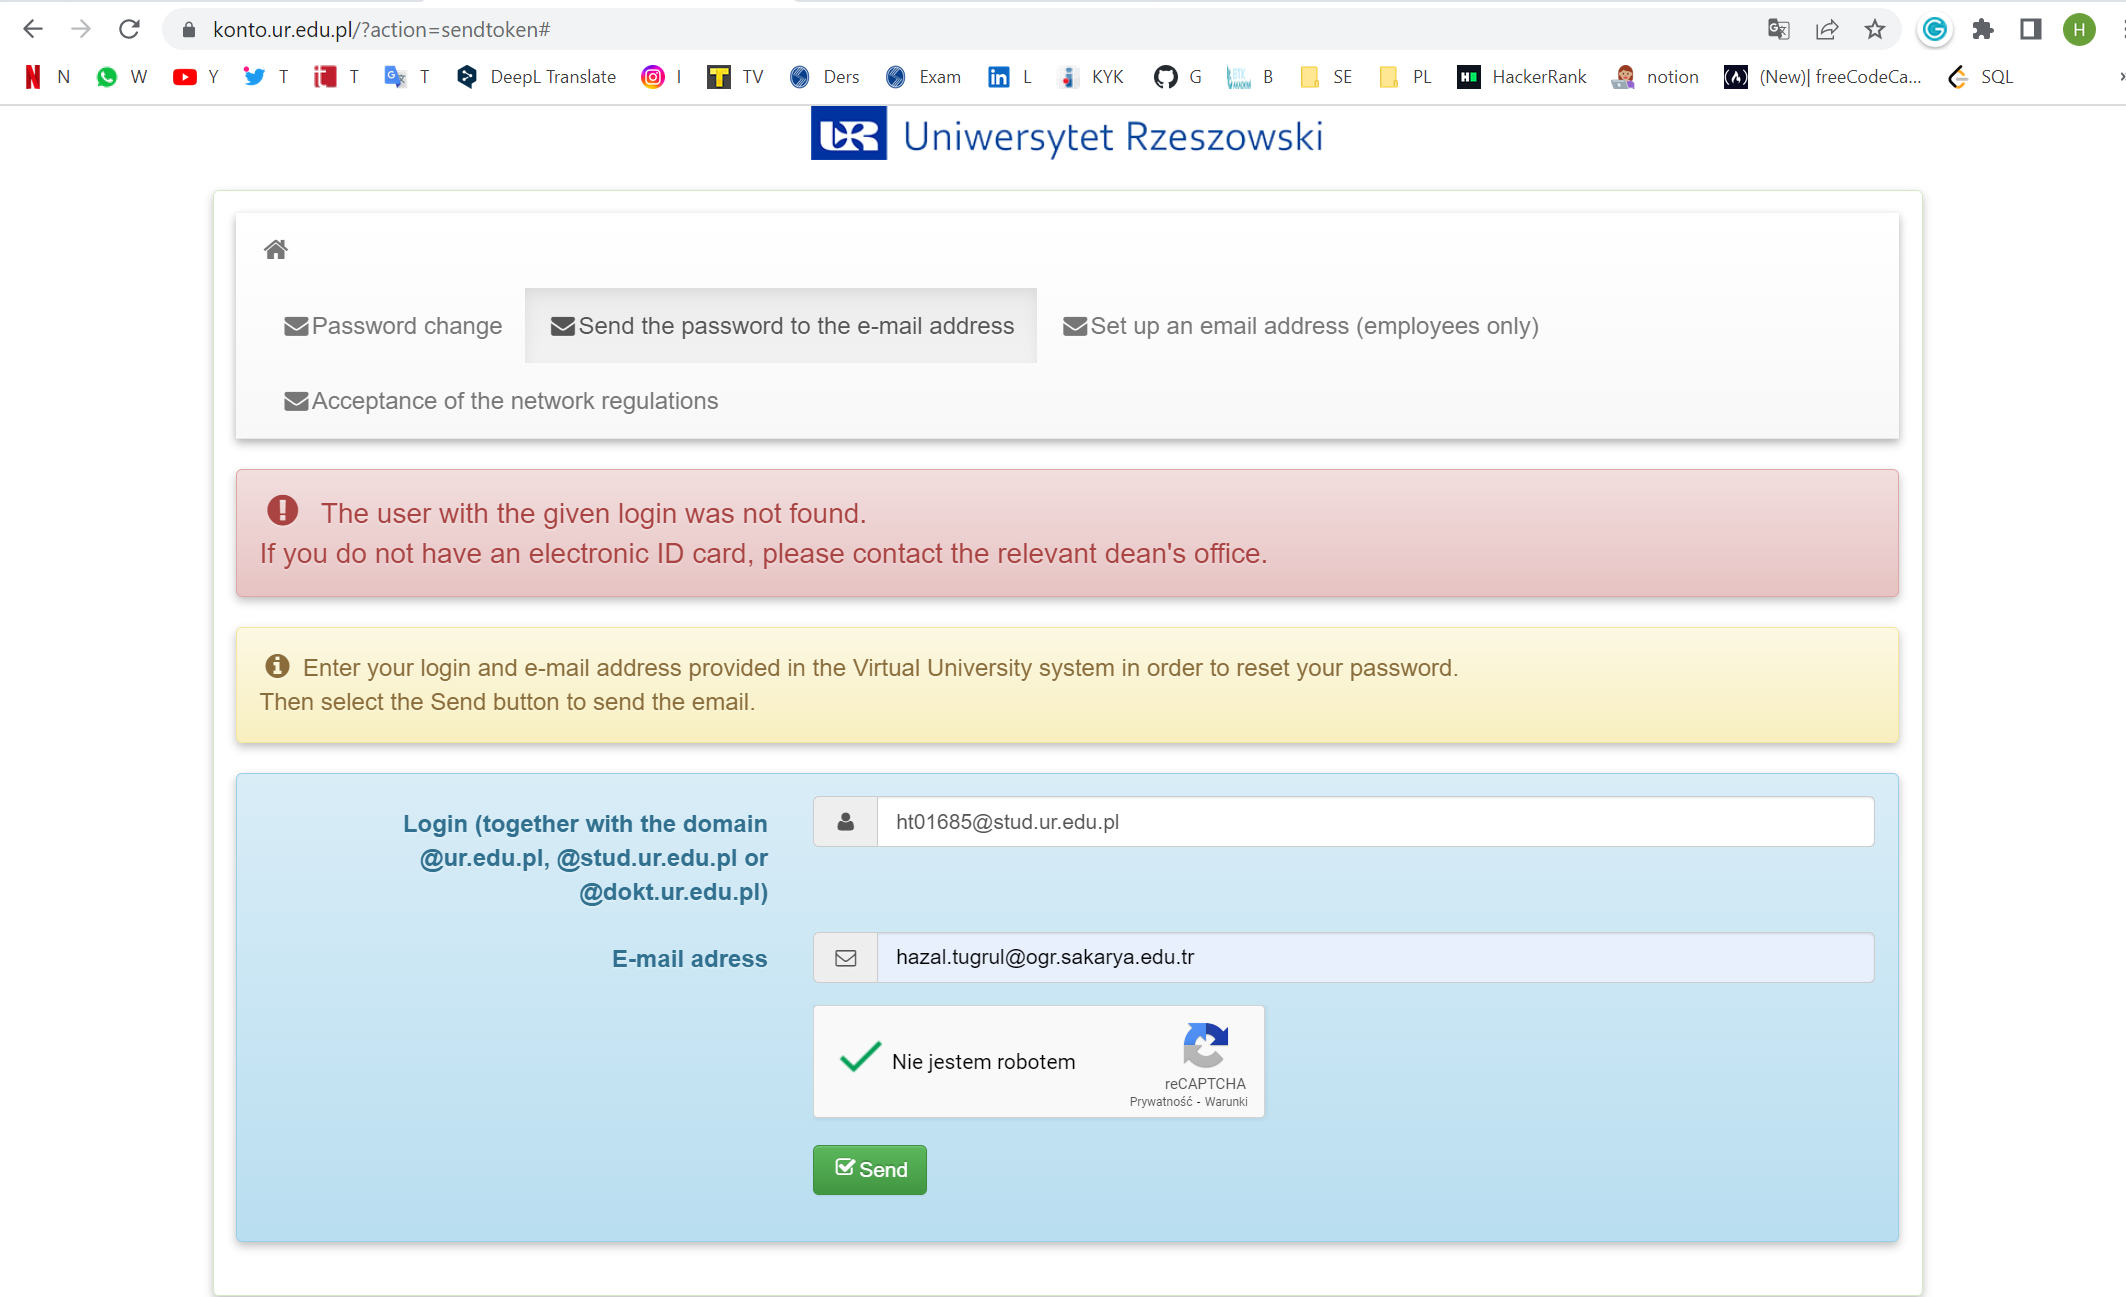 konto.ur.edu.pl/?action=sendtoken#
H
N W Y T T T DeepL Translate I TV Ders Exam L KYK G B SE PL HackerRank notion (New)| freeCodeCa... SQL »
UR Uniwersytet Rzeszowski
Password change Send the password to the e-mail address Set up an email address (employees only)
Acceptance of the network regulations
The user with the given login was not found.
If you do not have an electronic ID card, please contact the relevant dean's office.
Enter your login and e-mail address provided in the Virtual University system in order to reset your password.
Then select the Send button to send the email.
Login (together with the domain
@ur.edu.pl, @stud.ur.edu.pl or
@dokt.ur.edu.pl)
ht01685@stud.ur.edu.pl
E-mail adress
hazal.tugrul@ogr.sakarya.edu.tr
Nie jestem robotem
reCAPTCHA
Prywatność - Warunki
Send